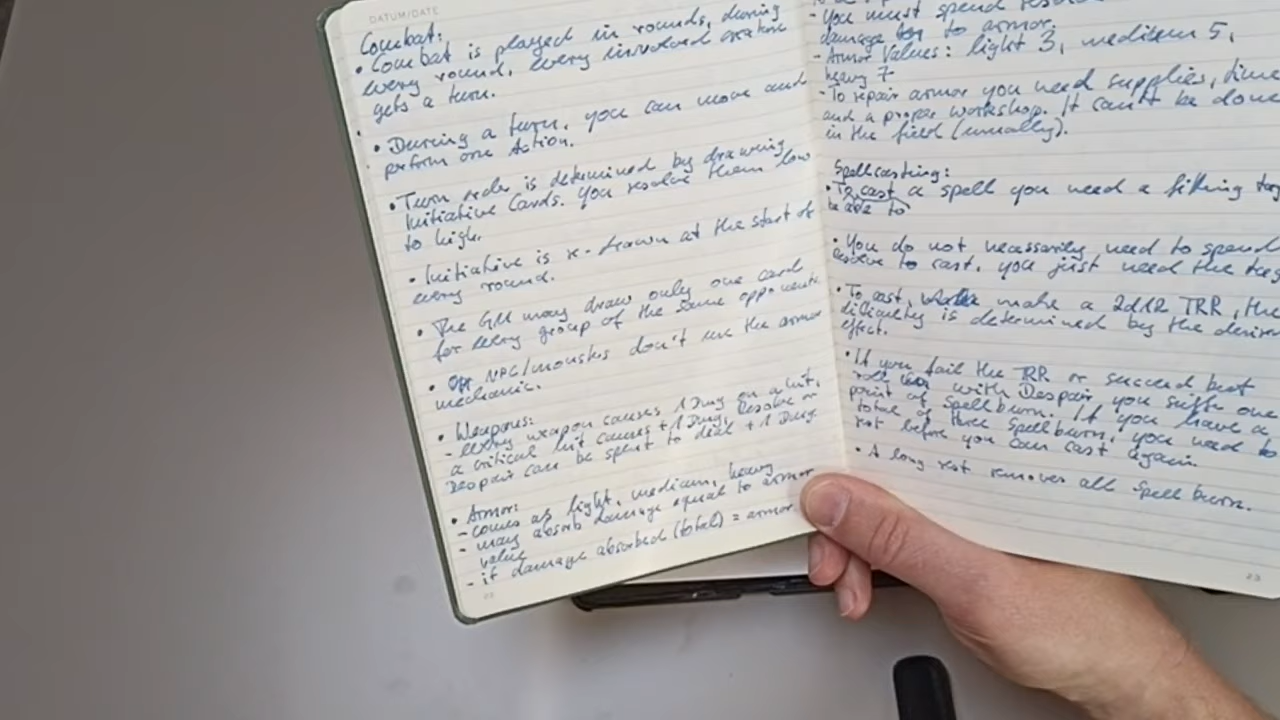 DATUM/DATE
Combat:
• Combat is played in rounds, during
every round, every involved creature
gets a turn.
• During a turn, you can move and
perform one Action.
• Turn order is determined by drawing
Initiative Cards. You resolve them low
to high.
• Initiative is re-drawn at the start of
every round.
• The GM may draw only one card
for every group of the same opponents
• NPC/monsters don't use the armor
mechanic.
• Weapons:
- every weapon causes 1 Dmg on a hit,
a critical hit causes +1 Dmg, Resolve or
Despair can be spent to deal +1 Dmg.
• Armor:
- comes as light, medium, heavy
- may absorb damage equal to armor
value
- if damage absorbed (total) = armor
22
- You must spend
damage to armor.
- Armor Values: light 3, medium 5,
heavy 7
- To repair armor you need supplies, time
and a proper workshop. It can't be done
in the field (usually).
Spellcasting:
• To cast a spell you need a fitting tag
be able to
• You do not necessarily need to spend
resolve to cast, you just need the tag
• To cast, make a 2d12 TRR, the
difficulty is determined by the desire
effect.
• If you fail the TRR or succeed but
roll with Despair you suffer one
point of Spellburn. If you have a
total of three Spellburn, you need to
rest before you can cast again.
• A long rest removes all Spellburn.
23